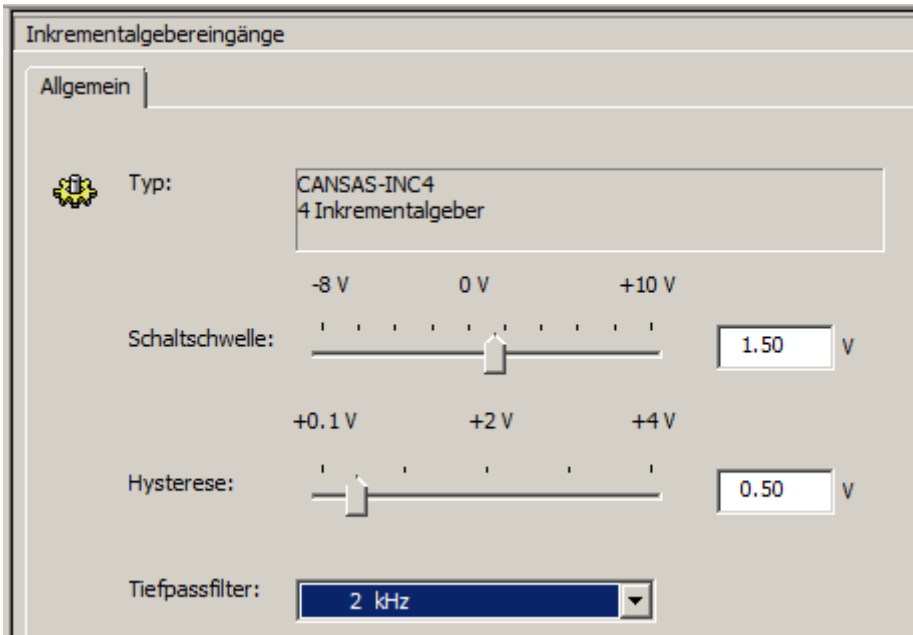 Inkrementalgebereingänge
Allgemein
Typ:
CANSAS-INC4
4 Inkrementalgeber
-8 V 0 V +10 V
Schaltschwelle: 1.50 V
+0.1 V +2 V +4 V
Hysterese: 0.50 V
Tiefpassfilter: 2 kHz